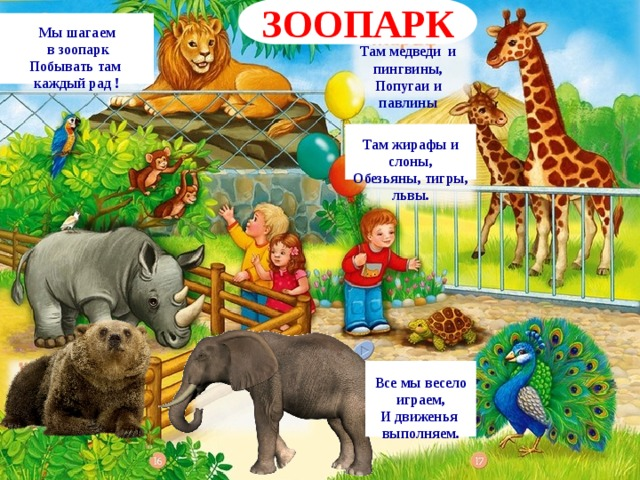 ЗООПАРК
Мы шагаем
в зоопарк
Побывать там
каждый рад !
Там медведи и
пингвины,
Попугаи и
павлины
Там жирафы и
слоны,
Обезьяны, тигры,
львы.
Все мы весело
играем,
И движенья
выполняем.
16
17